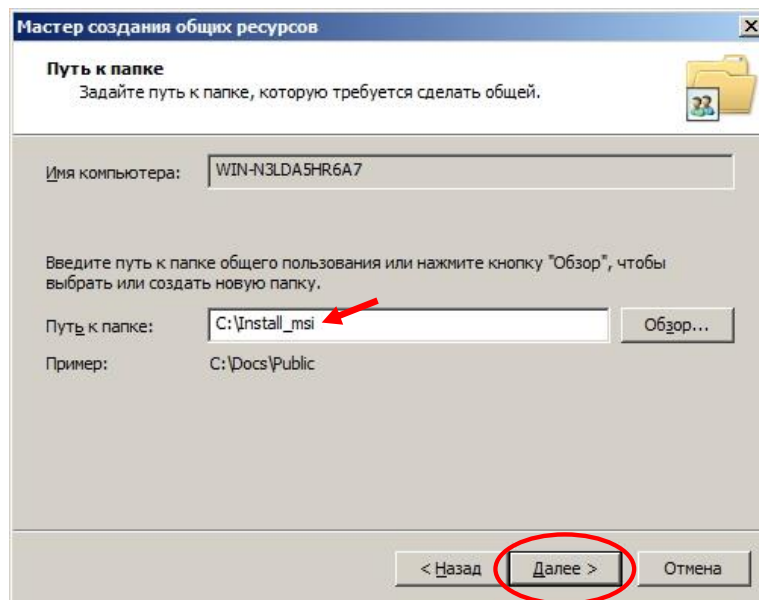 Мастер создания общих ресурсов
Путь к папке
Задайте путь к папке, которую требуется сделать общей.
Имя компьютера: WIN-N3LDA5HR6A7
Введите путь к папке общего пользования или нажмите кнопку "Обзор", чтобы
выбрать или создать новую папку.
Путь к папке: C:\Install_msi Обзор...
Пример: C:\Docs\Public
< Назад Далее > Отмена